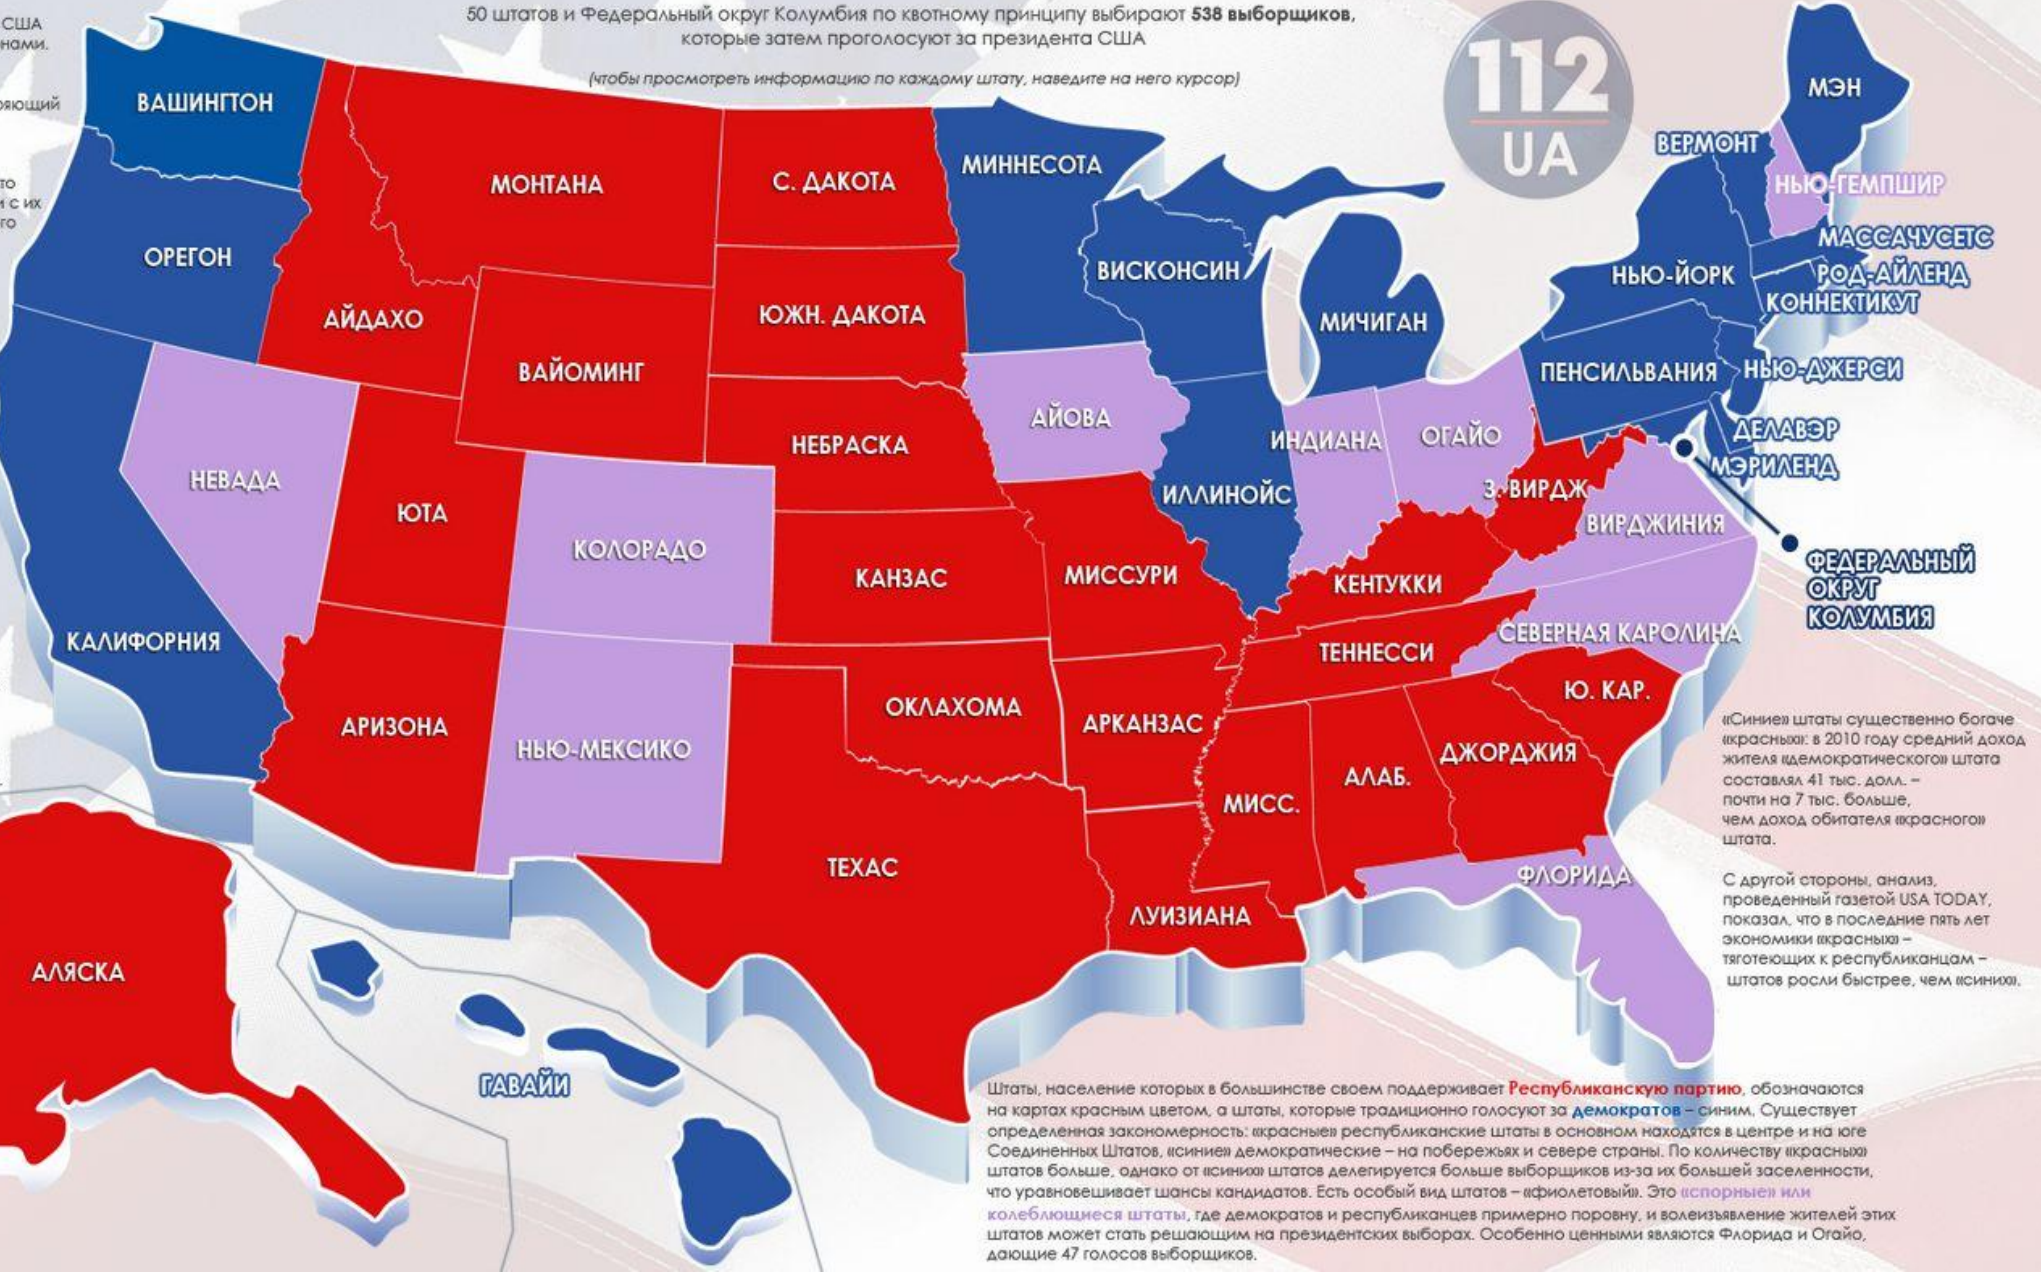 США
нами.
ряющий
то
и с их
го
50 штатов и Федеральный округ Колумбия по квотному принципу выбирают 538 выборщиков,
которые затем проголосуют за президента США
(чтобы просмотреть информацию по каждому штату, наведите на него курсор)
112
UA
ВАШИНГТОН
МОНТАНА
С. ДАКОТА
МИННЕСОТА
МЭН
ВЕРМОНТ
НЬЮ-ГЕМПШИР
ОРЕГОН
АЙДАХО
ВАЙОМИНГ
ЮЖН. ДАКОТА
ВИСКОНСИН
МИЧИГАН
НЬЮ-ЙОРК
МАССАЧУСЕТС
РОД-АЙЛЕНД
КОННЕКТИКУТ
ПЕНСИЛЬВАНИЯ
НЬЮ-ДЖЕРСИ
ДЕЛАВЭР
МЭРИЛЕНД
НЕВАДА
ЮТА
КОЛОРАДО
НЕБРАСКА
АЙОВА
ИЛЛИНОЙС
ИНДИАНА
ОГАЙО
З. ВИРДЖ
ВИРДЖИНИЯ
ФЕДЕРАЛЬНЫЙ
ОКРУГ
КОЛУМБИЯ
КАЛИФОРНИЯ
КАНЗАС
МИССУРИ
КЕНТУККИ
ТЕННЕССИ
СЕВЕРНАЯ КАРОЛИНА
Ю. КАР.
АРИЗОНА
НЬЮ-МЕКСИКО
ОКЛАХОМА
АРКАНЗАС
МИСС.
АЛАБ.
ДЖОРДЖИЯ
ТЕХАС
ЛУИЗИАНА
ФЛОРИДА
АЛЯСКА
ГАВАЙИ
«Синие» штаты существенно богаче
«красных»: в 2010 году средний доход
жителя «демократического» штата
составлял 41 тыс. долл. –
почти на 7 тыс. больше,
чем доход обитателя «красного»
штата.
С другой стороны, анализ,
проведенный газетой USA TODAY,
показал, что в последние пять лет
экономики «красных» –
тяготеющих к республиканцам –
штатов росли быстрее, чем «синих».
Штаты, население которых в большинстве своем поддерживает Республиканскую партию, обозначаются
на картах красным цветом, а штаты, которые традиционно голосуют за демократов – синим. Существует
определенная закономерность: «красные» республиканские штаты в основном находятся в центре и на юге
Соединенных Штатов, «синие» демократические – на побережьях и севере страны. По количеству «красных»
штатов больше, однако от «синих» штатов делегируется больше выборщиков из-за их большей заселенности,
что уравновешивает шансы кандидатов. Есть особый вид штатов – «фиолетовый». Это «спорные» или
колеблющиеся штаты, где демократов и республиканцев примерно поровну, и волеизъявление жителей этих
штатов может стать решающим на президентских выборах. Особенно ценными являются Флорида и Огайо,
дающие 47 голосов выборщиков.